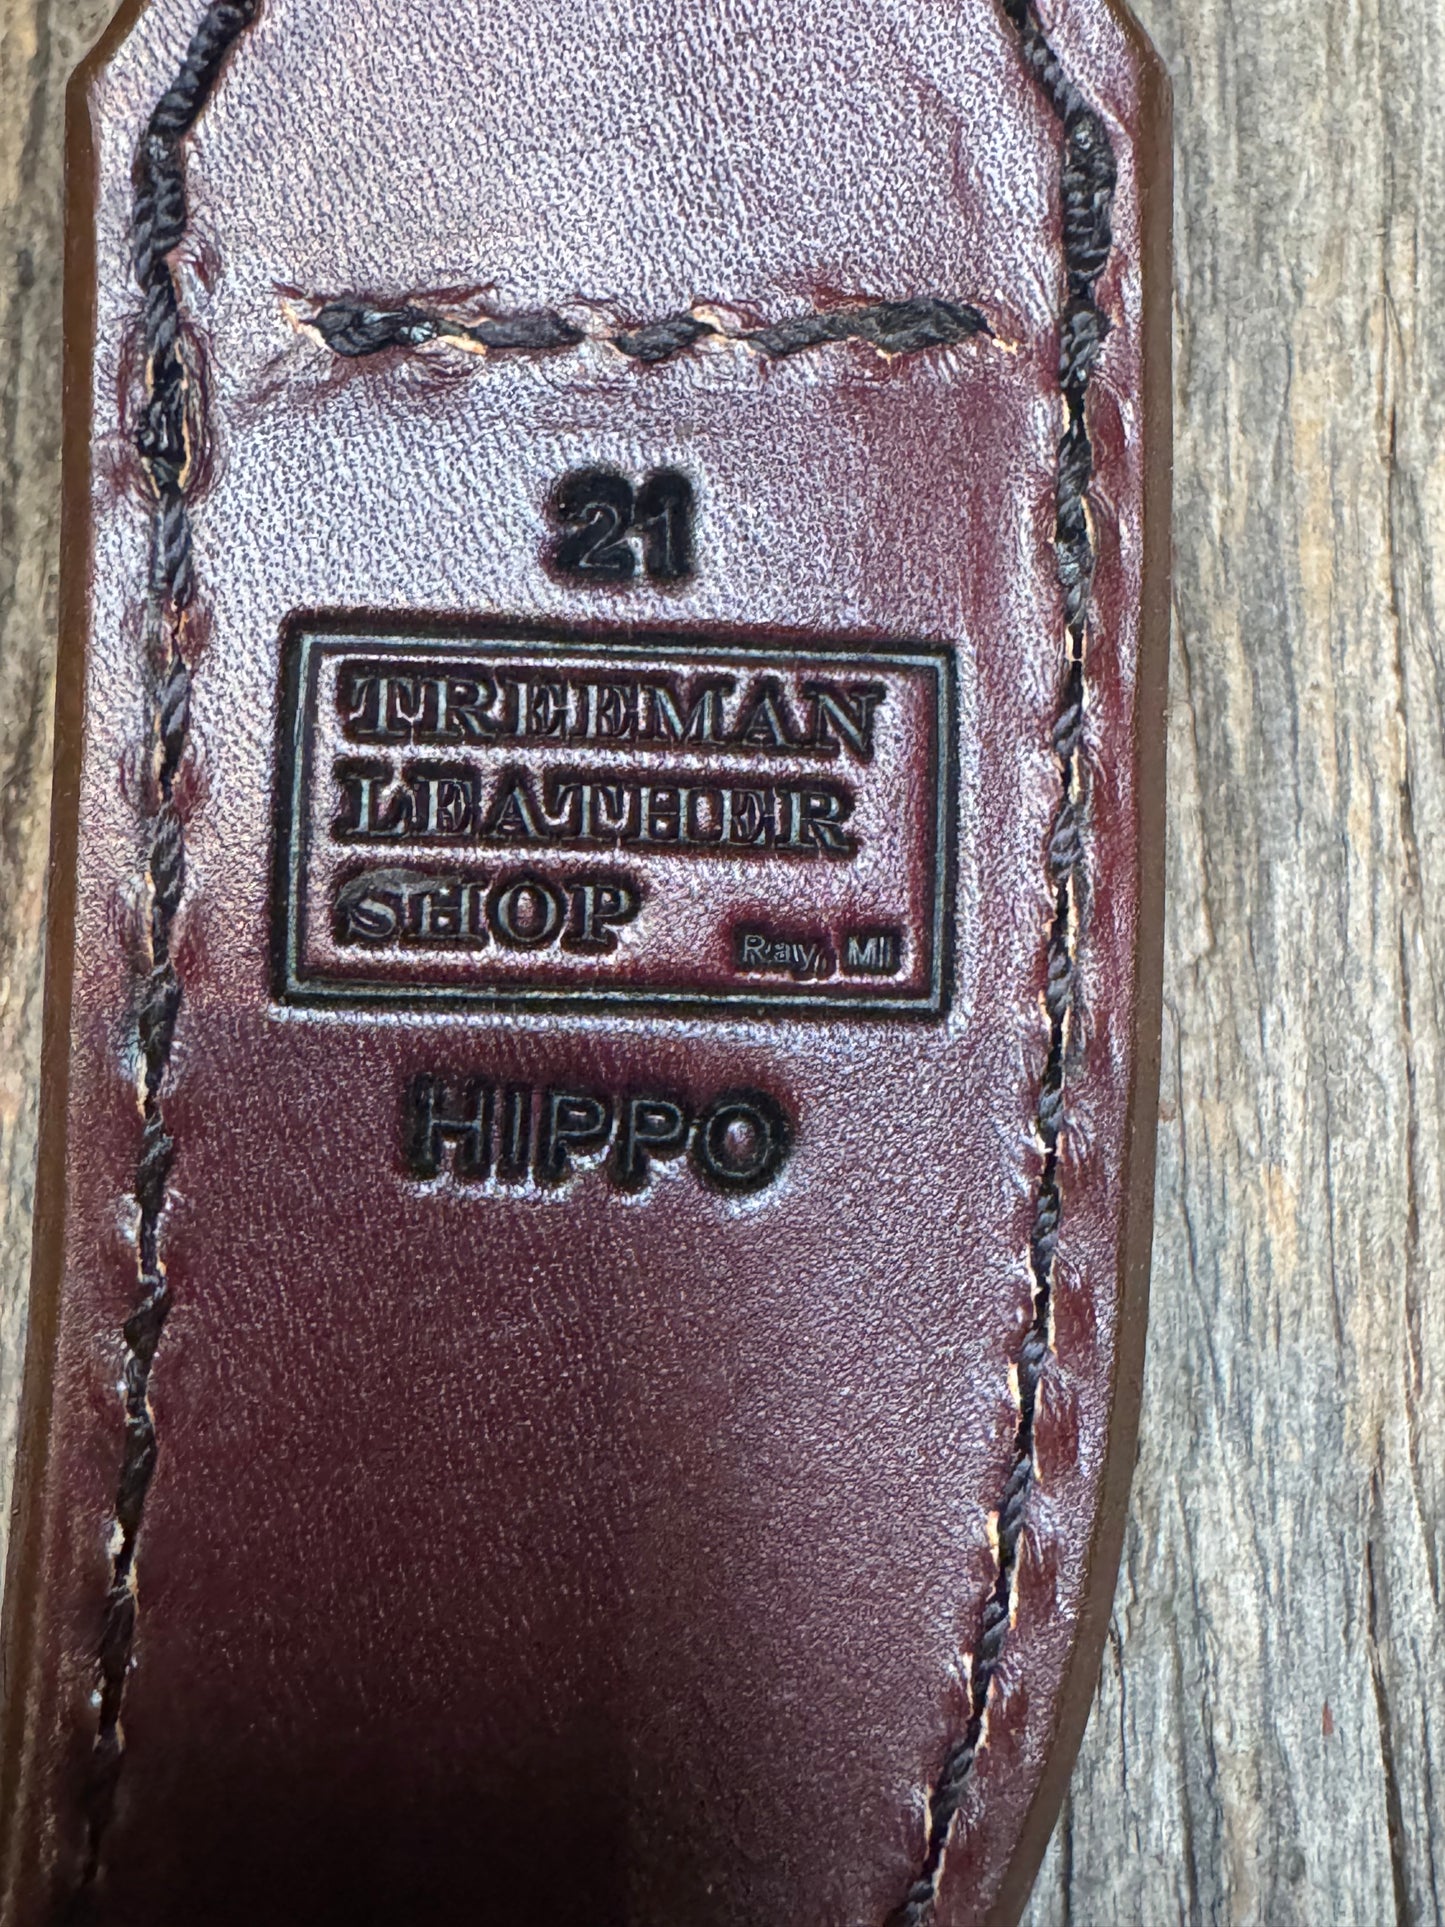 21
TREEMAN
LEATHER
SHOP Ray, MI
HIPPO